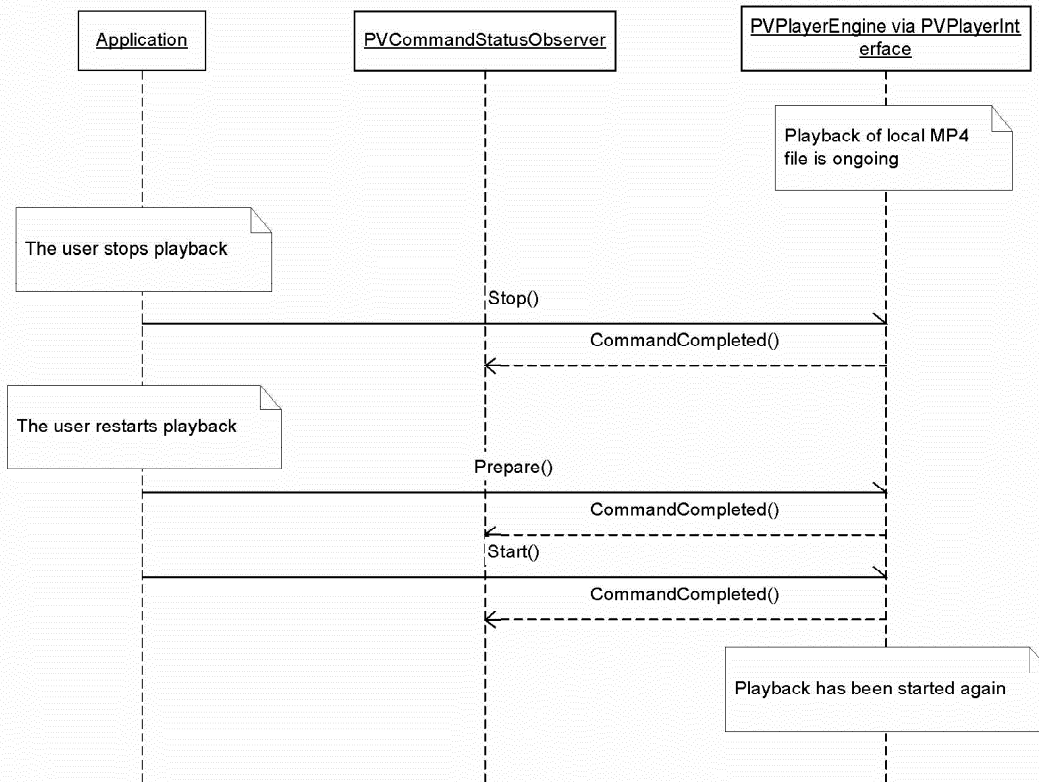 Application
PVCommandStatusObserver
PVPlayerEngine via PVPlayerInt
erface
Playback of local MP4
file is ongoing
The user stops playback
Stop()
CommandCompleted()
The user restarts playback
Prepare()
CommandCompleted()
Start()
CommandCompleted()
Playback has been started again